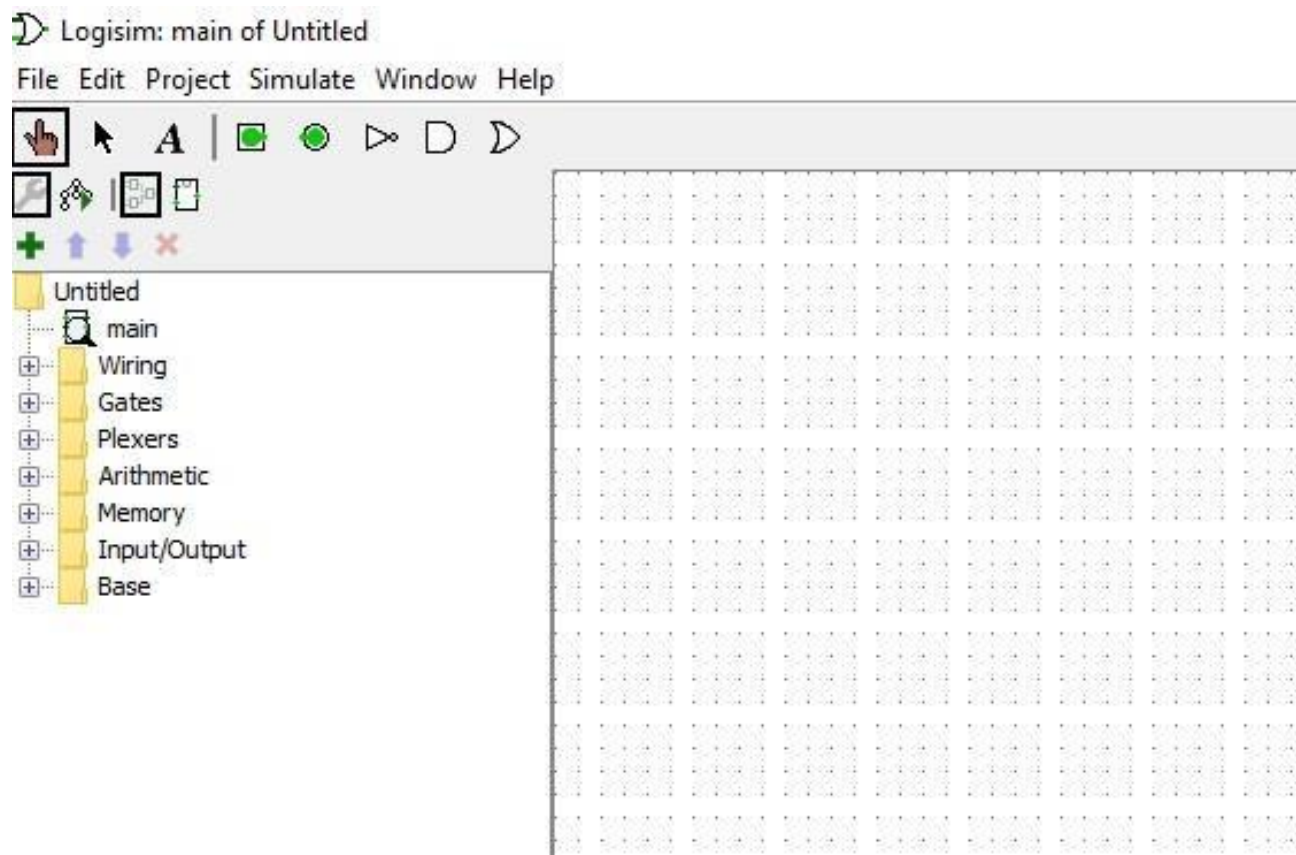 Logisim: main of Untitled
File Edit Project Simulate Window Help
A
Untitled
main
Wiring
Gates
Plexers
Arithmetic
Memory
Input/Output
Base